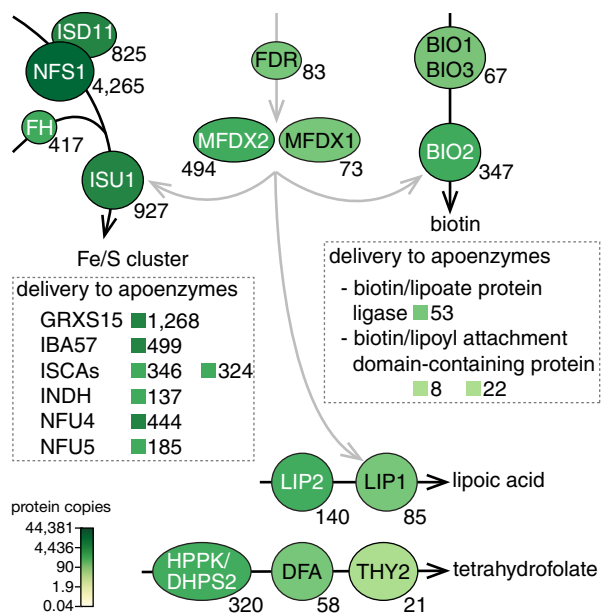 ISD11
825
NFS1
4,265
FH
417
ISU1
927
Fe/S cluster
FDR
83
MFDX2
494
MFDX1
73
BIO1
BIO3
67
BIO2
347
biotin
delivery to apoenzymes
GRXS15 1,268
IBA57 499
ISCAs 346 324
INDH 137
NFU4 444
NFU5 185
delivery to apoenzymes
- biotin/lipoate protein
ligase 53
- biotin/lipoyl attachment
domain-containing protein
8 22
LIP2
140
LIP1
85
lipoic acid
protein copies
44,381
4,436
90
1.9
0.04
HPPK/
DHPS2
320
DFA
58
THY2
21
tetrahydrofolate